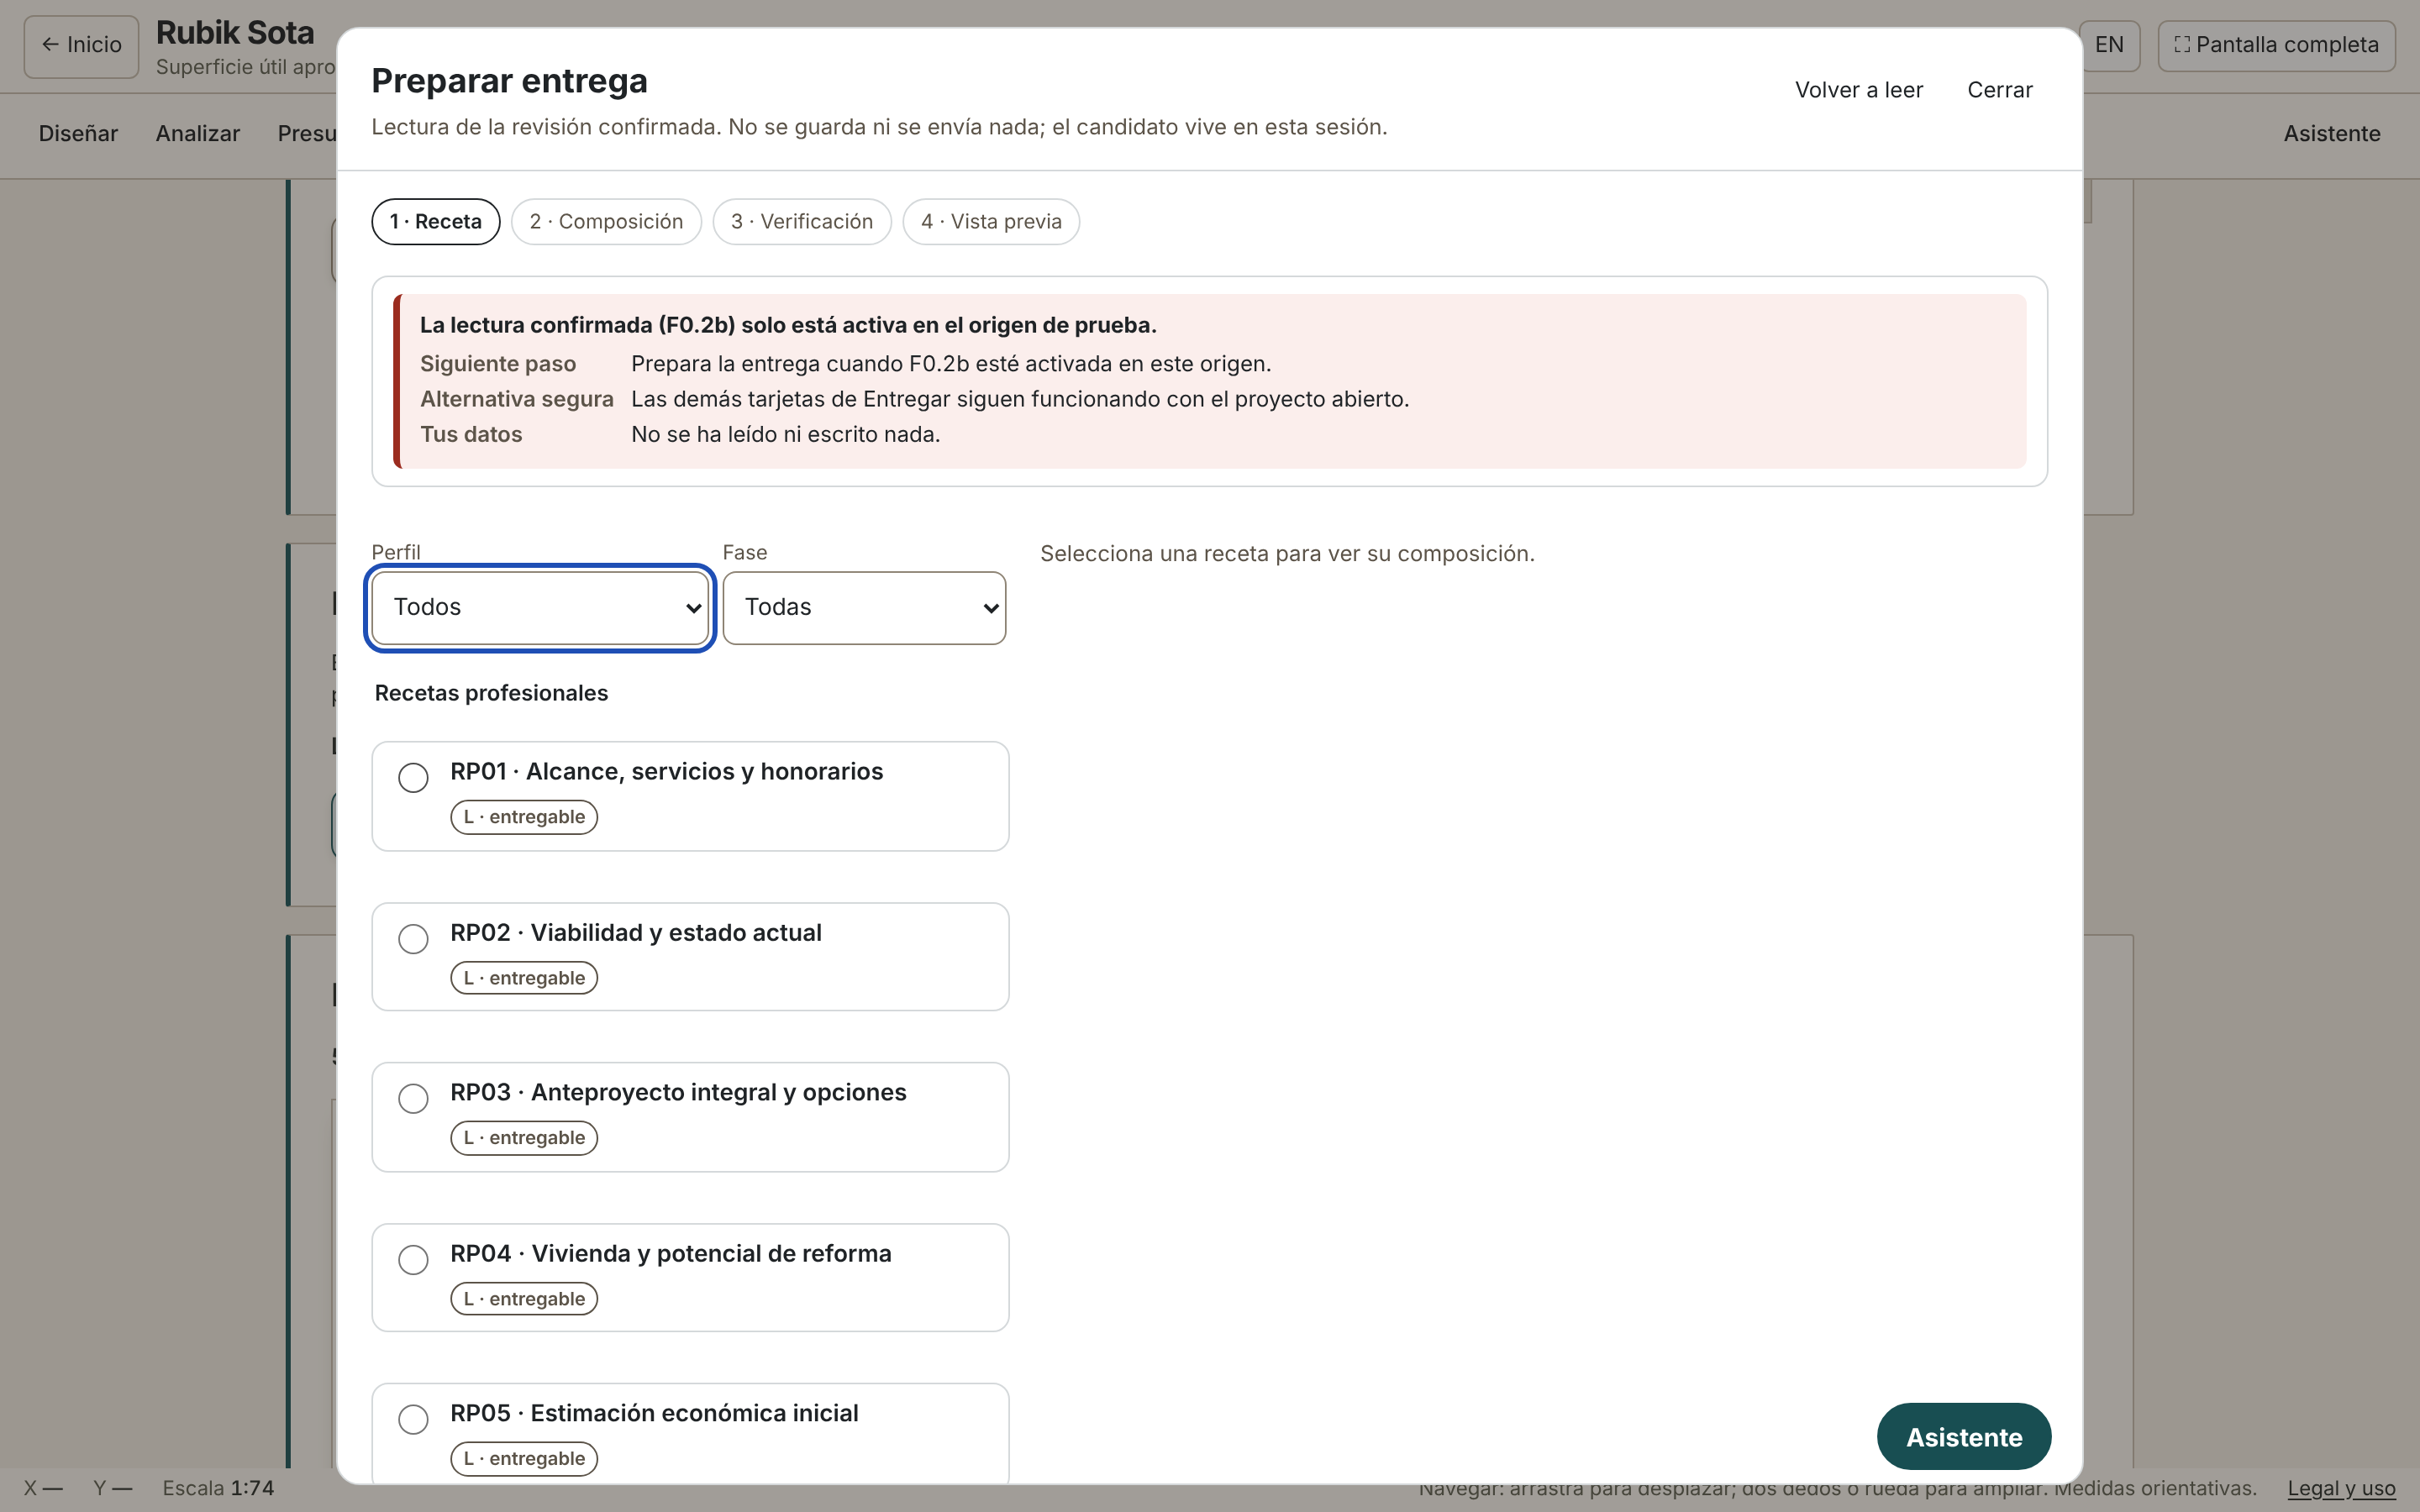 ← Inicio
Rubik Sota
Superficie útil apro
EN
Pantalla completa
Diseñar
Analizar
Presu
Asistente
Preparar entrega
Lectura de la revisión confirmada. No se guarda ni se envía nada; el candidato vive en esta sesión.
Volver a leer
Cerrar
1 · Receta
2 · Composición
3 · Verificación
4 · Vista previa
La lectura confirmada (F0.2b) solo está activa en el origen de prueba.
Siguiente paso Prepara la entrega cuando F0.2b esté activada en este origen.
Alternativa segura Las demás tarjetas de Entregar siguen funcionando con el proyecto abierto.
Tus datos No se ha leído ni escrito nada.
Perfil
Todos
Fase
Todas
Selecciona una receta para ver su composición.
Recetas profesionales
RP01 · Alcance, servicios y honorarios
L · entregable
RP02 · Viabilidad y estado actual
L · entregable
RP03 · Anteproyecto integral y opciones
L · entregable
RP04 · Vivienda y potencial de reforma
L · entregable
RP05 · Estimación económica inicial
L · entregable
Asistente
X — Y — Escala 1:74
Navegar: arrastra para desplazar; dos dedos o rueda para ampliar. Medidas orientativas.
Legal y uso